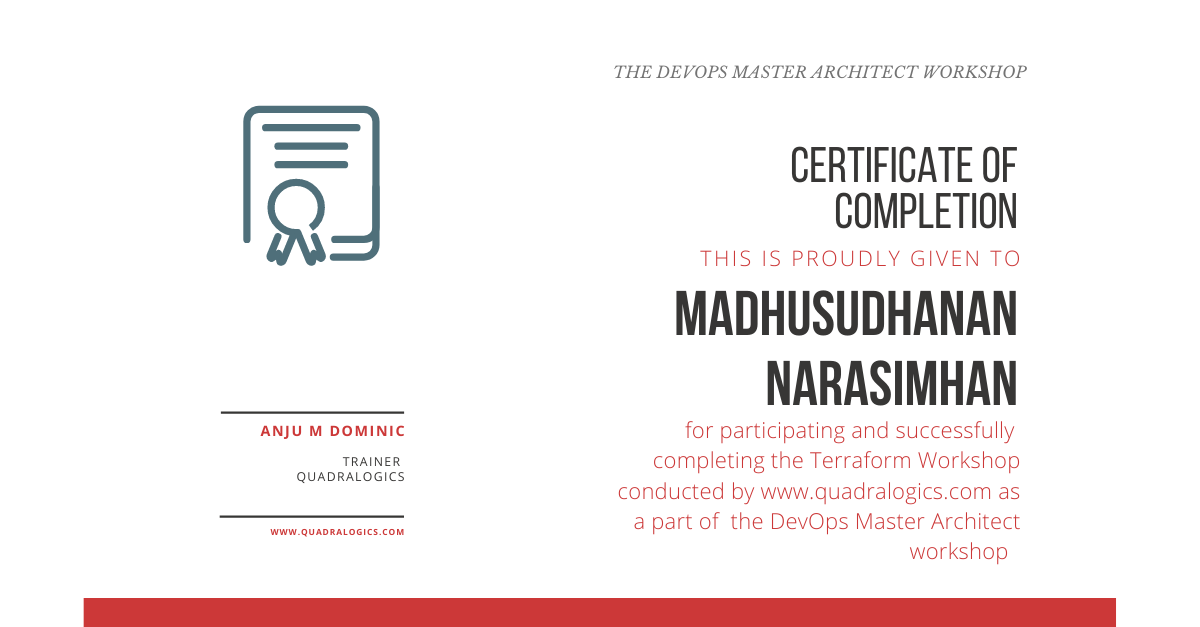 THE DEVOPS MASTER ARCHITECT WORKSHOP
CERTIFICATE OF
COMPLETION
THIS IS PROUDLY GIVEN TO
MADHUSUDHANAN
NARASIMHAN
for participating and successfully
completing the Terraform Workshop
conducted by www.quadralogics.com as
a part of the DevOps Master Architect
workshop
ANJU M DOMINIC
TRAINER
QUADRALOGICS
WWW.QUADRALOGICS.COM